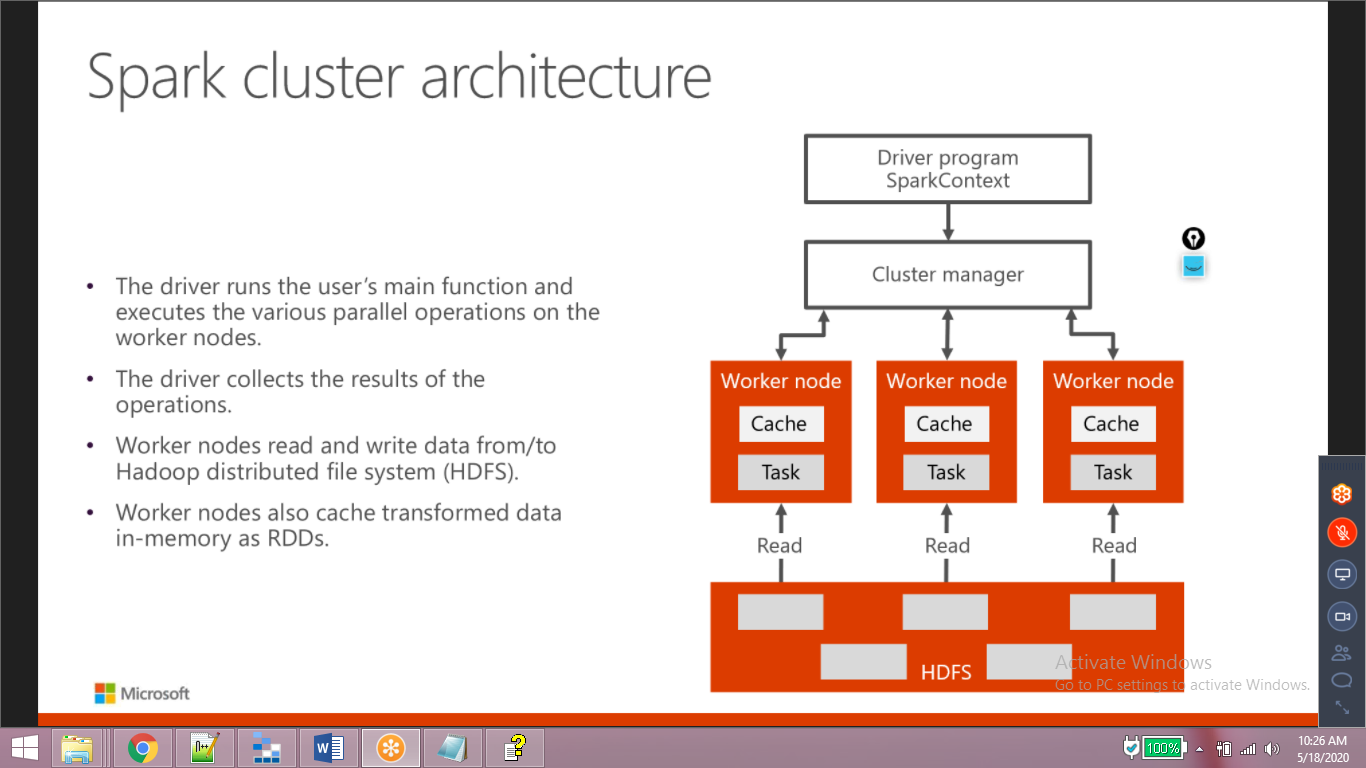 Spark cluster architecture
Driver program
SparkContext
Cluster manager
• The driver runs the user's main function and
executes the various parallel operations on the
worker nodes.
• The driver collects the results of the
operations.
• Worker nodes read and write data from/to
Hadoop distributed file system (HDFS).
• Worker nodes also cache transformed data
in-memory as RDDs.
Worker node Worker node Worker node
Cache Cache Cache
Task Task Task
Read Read Read
HDFS
Microsoft
Activate Windows
Go to PC settings to activate Windows.
100%
10:26 AM
5/18/2020